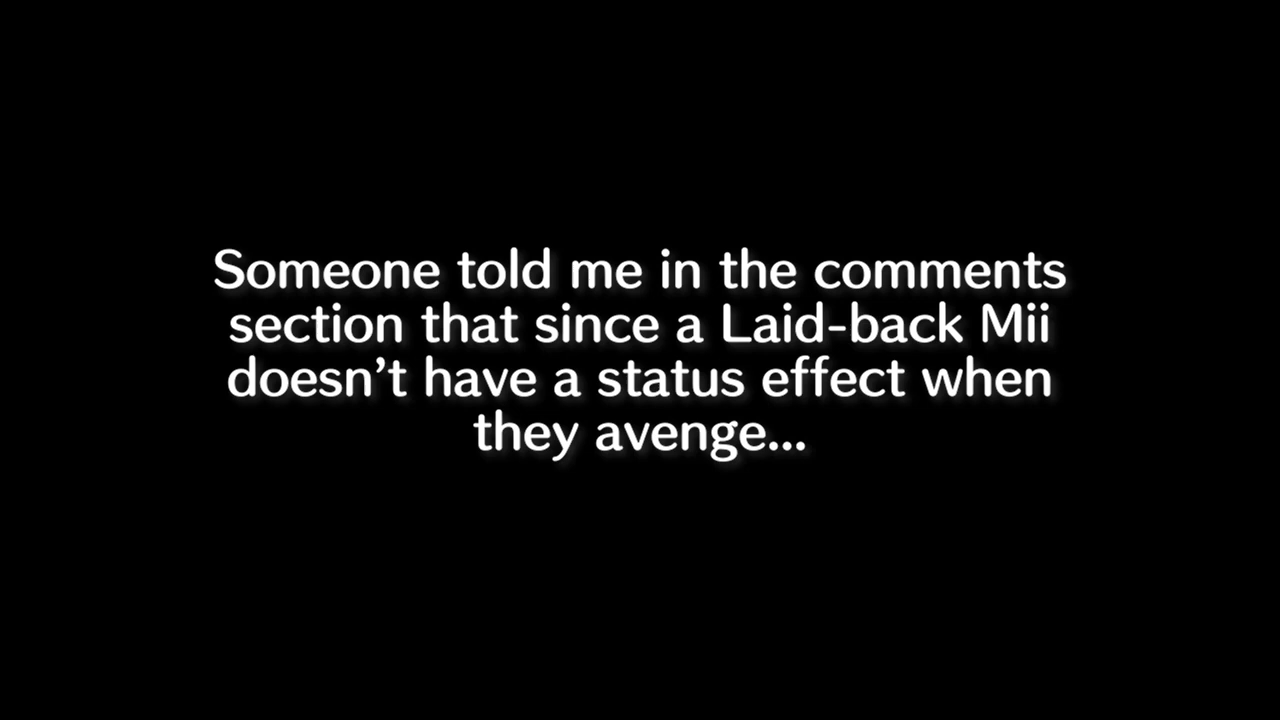 Someone told me in the comments
section that since a Laid-back Mii
doesn’t have a status effect when
they avenge...